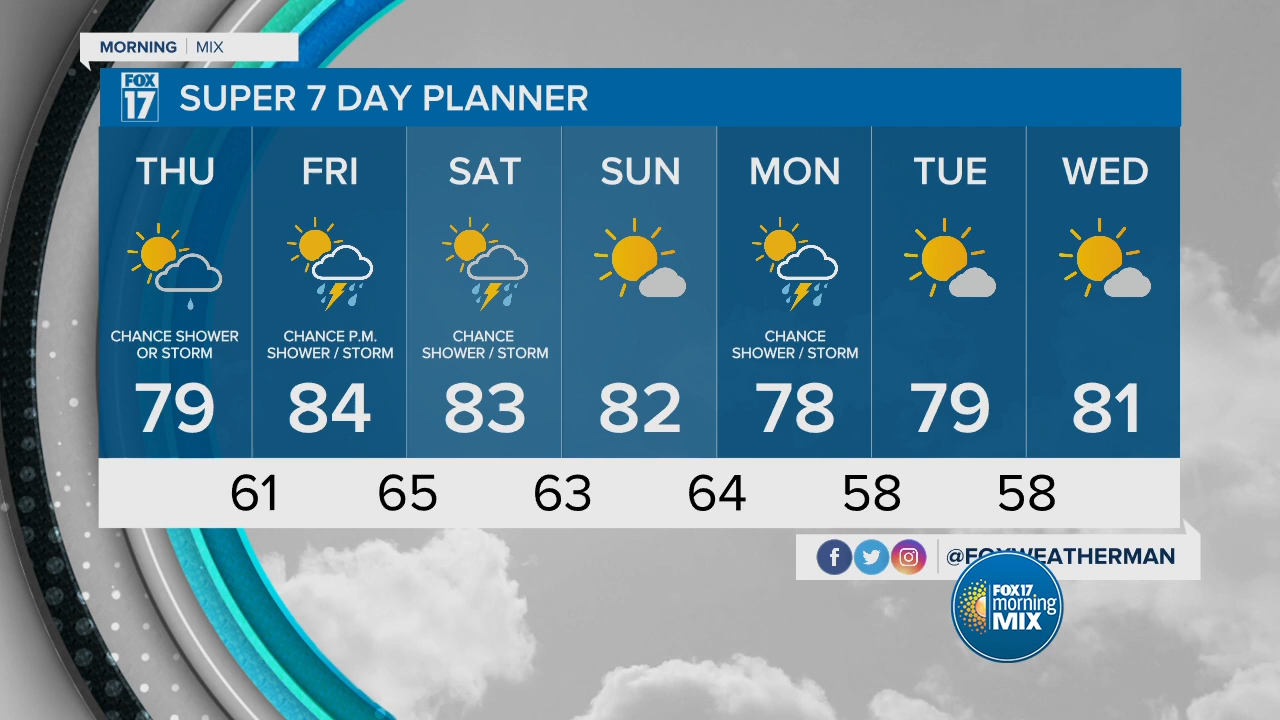 MORNING | MIX
FOX
17
SUPER 7 DAY PLANNER
THU
FRI
SAT
SUN
MON
TUE
WED
CHANCE SHOWER
OR STORM
CHANCE P.M.
SHOWER / STORM
CHANCE
SHOWER / STORM
CHANCE
SHOWER / STORM
79
84
83
82
78
79
81
61
65
63
64
58
58
@FOXWEATHERMAN
FOX17
morning
MIX